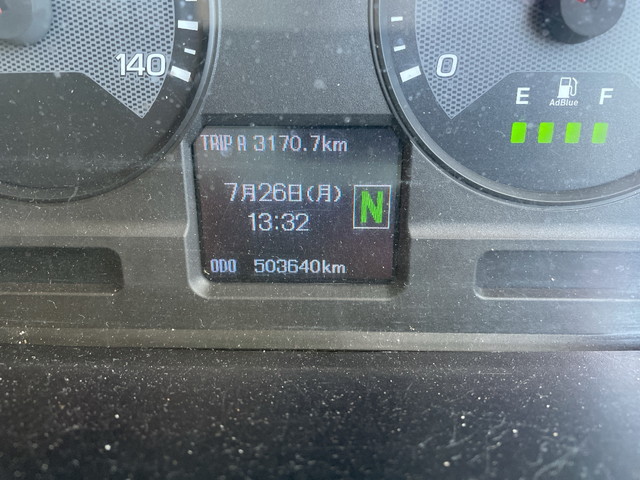 140
0
E F
AdBlue
TRIP A 3170.7km
7月26日(月)
13:32
N
ODO 503640km